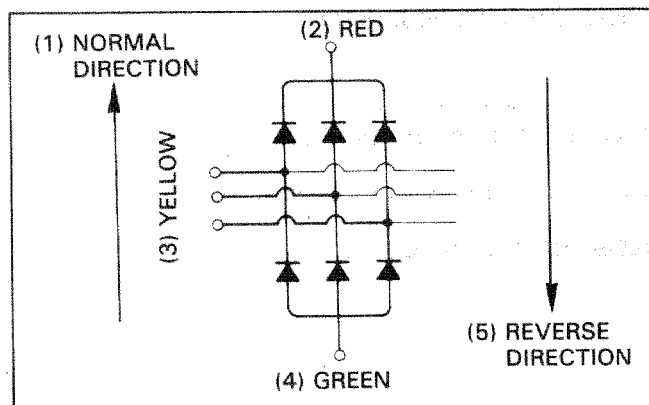 (1) NORMAL
DIRECTION
(2) RED
(3) YELLOW
(4) GREEN
(5) REVERSE
DIRECTION